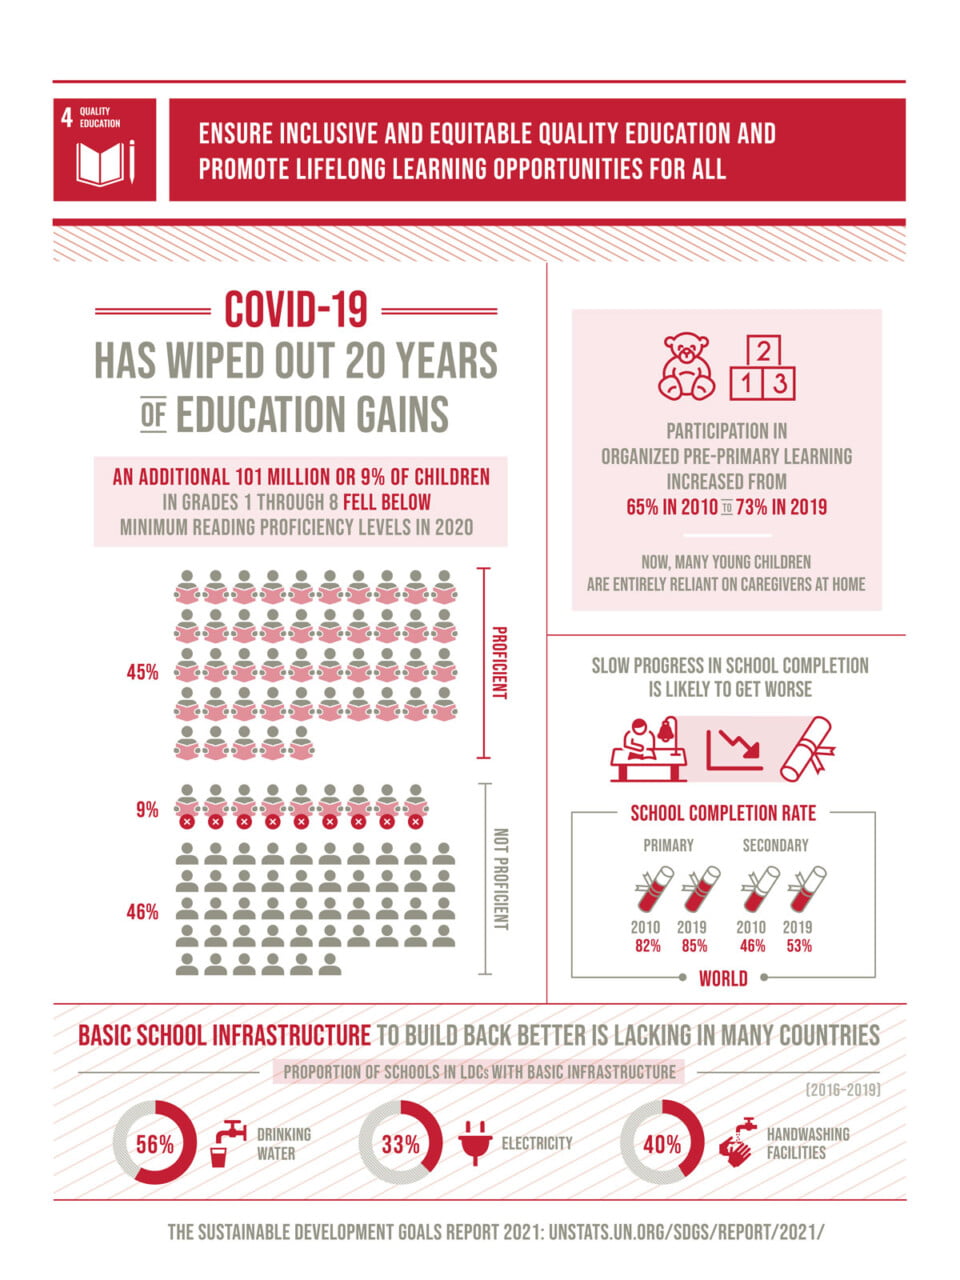 4 QUALITY
EDUCATION
ENSURE INCLUSIVE AND EQUITABLE QUALITY EDUCATION AND
PROMOTE LIFELONG LEARNING OPPORTUNITIES FOR ALL
COVID-19
HAS WIPED OUT 20 YEARS
OF EDUCATION GAINS
AN ADDITIONAL 101 MILLION OR 9% OF CHILDREN
IN GRADES 1 THROUGH 8 FELL BELOW
MINIMUM READING PROFICIENCY LEVELS IN 2020
45%
PROFICIENT
9%
46%
NOT PROFICIENT
2
1 3
PARTICIPATION IN
ORGANIZED PRE-PRIMARY LEARNING
INCREASED FROM
65% IN 2010 TO 73% IN 2019
NOW, MANY YOUNG CHILDREN
ARE ENTIRELY RELIANT ON CAREGIVERS AT HOME
SLOW PROGRESS IN SCHOOL COMPLETION
IS LIKELY TO GET WORSE
SCHOOL COMPLETION RATE
PRIMARY SECONDARY
2010 2019 2010 2019
82% 85% 46% 53%
WORLD
BASIC SCHOOL INFRASTRUCTURE TO BUILD BACK BETTER IS LACKING IN MANY COUNTRIES
PROPORTION OF SCHOOLS IN LDCs WITH BASIC INFRASTRUCTURE
(2016-2019)
56% DRINKING
WATER
33% ELECTRICITY
40% HANDWASHING
FACILITIES
THE SUSTAINABLE DEVELOPMENT GOALS REPORT 2021: UNSTATS.UN.ORG/SDGS/REPORT/2021/